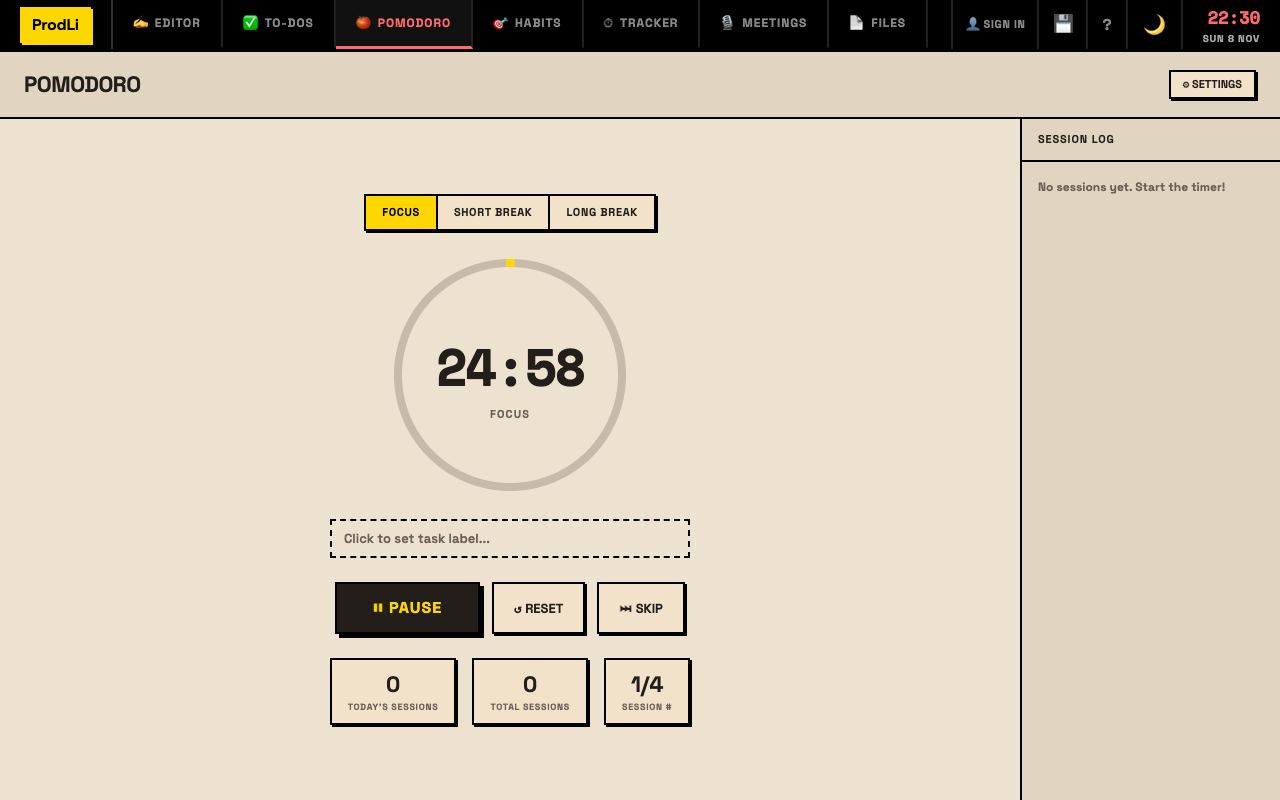 ProdLi
✍️ EDITOR
✅ TO-DOS
🍅 POMODORO
🎯 HABITS
⏱ TRACKER
🎙️ MEETINGS
📄 FILES
👤 SIGN IN
💾
?
🌙
22:30
SUN 8 NOV
POMODORO
⚙ SETTINGS
FOCUS
SHORT BREAK
LONG BREAK
24:58
FOCUS
Click to set task label...
⏸ PAUSE
↺ RESET
⏭ SKIP
0
TODAY'S SESSIONS
0
TOTAL SESSIONS
1/4
SESSION #
SESSION LOG
No sessions yet. Start the timer!